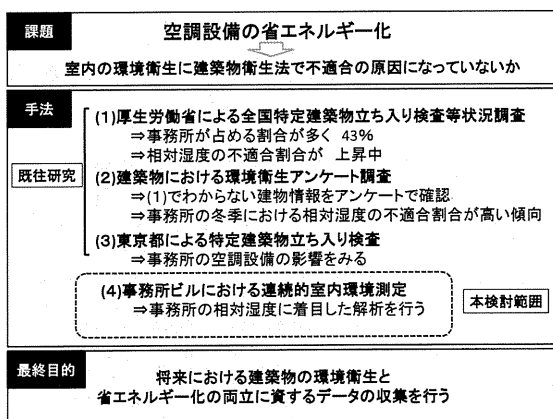 課題
空調設備の省エネルギー化
室内の環境衛生に建築物衛生法で不適合の原因になっていないか
手法
既往研究
(1)厚生労働省による全国特定建築物立ち入り検査等状況調査
⇒事務所が占める割合が多く 43%
⇒相対湿度の不適合割合が 上昇中
(2)建築物における環境衛生アンケート調査
⇒(1)でわからない建物情報をアンケートで確認
⇒事務所の冬季における相対湿度の不適合割合が高い傾向
(3)東京都による特定建築物立ち入り検査
⇒事務所の空調設備の影響をみる
(4)事務所ビルにおける連続的室内環境測定
⇒事務所の相対湿度に着目した解析を行う
本検討範囲
最終目的
将来における建築物の環境衛生と
省エネルギー化の両立に資するデータの収集を行う